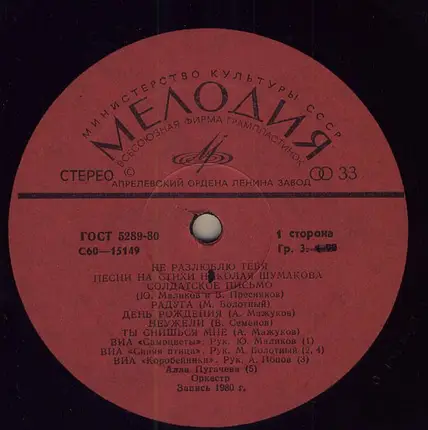 МИНИСТЕРСТВО КУЛЬТУРЫ СССР
МЕЛОДИЯ
ВСЕСОЮЗНАЯ ФИРМА ГРАМПЛАСТИНОК
СТЕРЕО ©
33
АПРЕЛЕВСКИЙ ОРДЕНА ЛЕНИНА ЗАВОД
ГОСТ 5289-80
1 сторона
С60—15149
Гр. 3.
НЕ РАЗЛЮБЛЮ ТЕБЯ
ПЕСНИ НА СТИХИ НИКОЛАЯ ШУМАКОВА
СОЛДАТСКОЕ ПИСЬМО
(Ю. Маликов и В. Пресняков)
РАДУГА (М. Болотный)
ДЕНЬ РОЖДЕНИЯ (А. Мажуков)
НЕУЖЕЛИ (В. Семенов)
ТЫ СНИШЬСЯ МНЕ (А. Мажуков)
ВИА «Самоцветы». Рук. Ю. Маликов (1)
ВИА «Синяя птица». Рук. М. Болотный (2, 4)
ВИА «Коробейники». Рук. А. Попов (3)
Алла Пугачева (5)
Оркестр
Запись 1980 г.